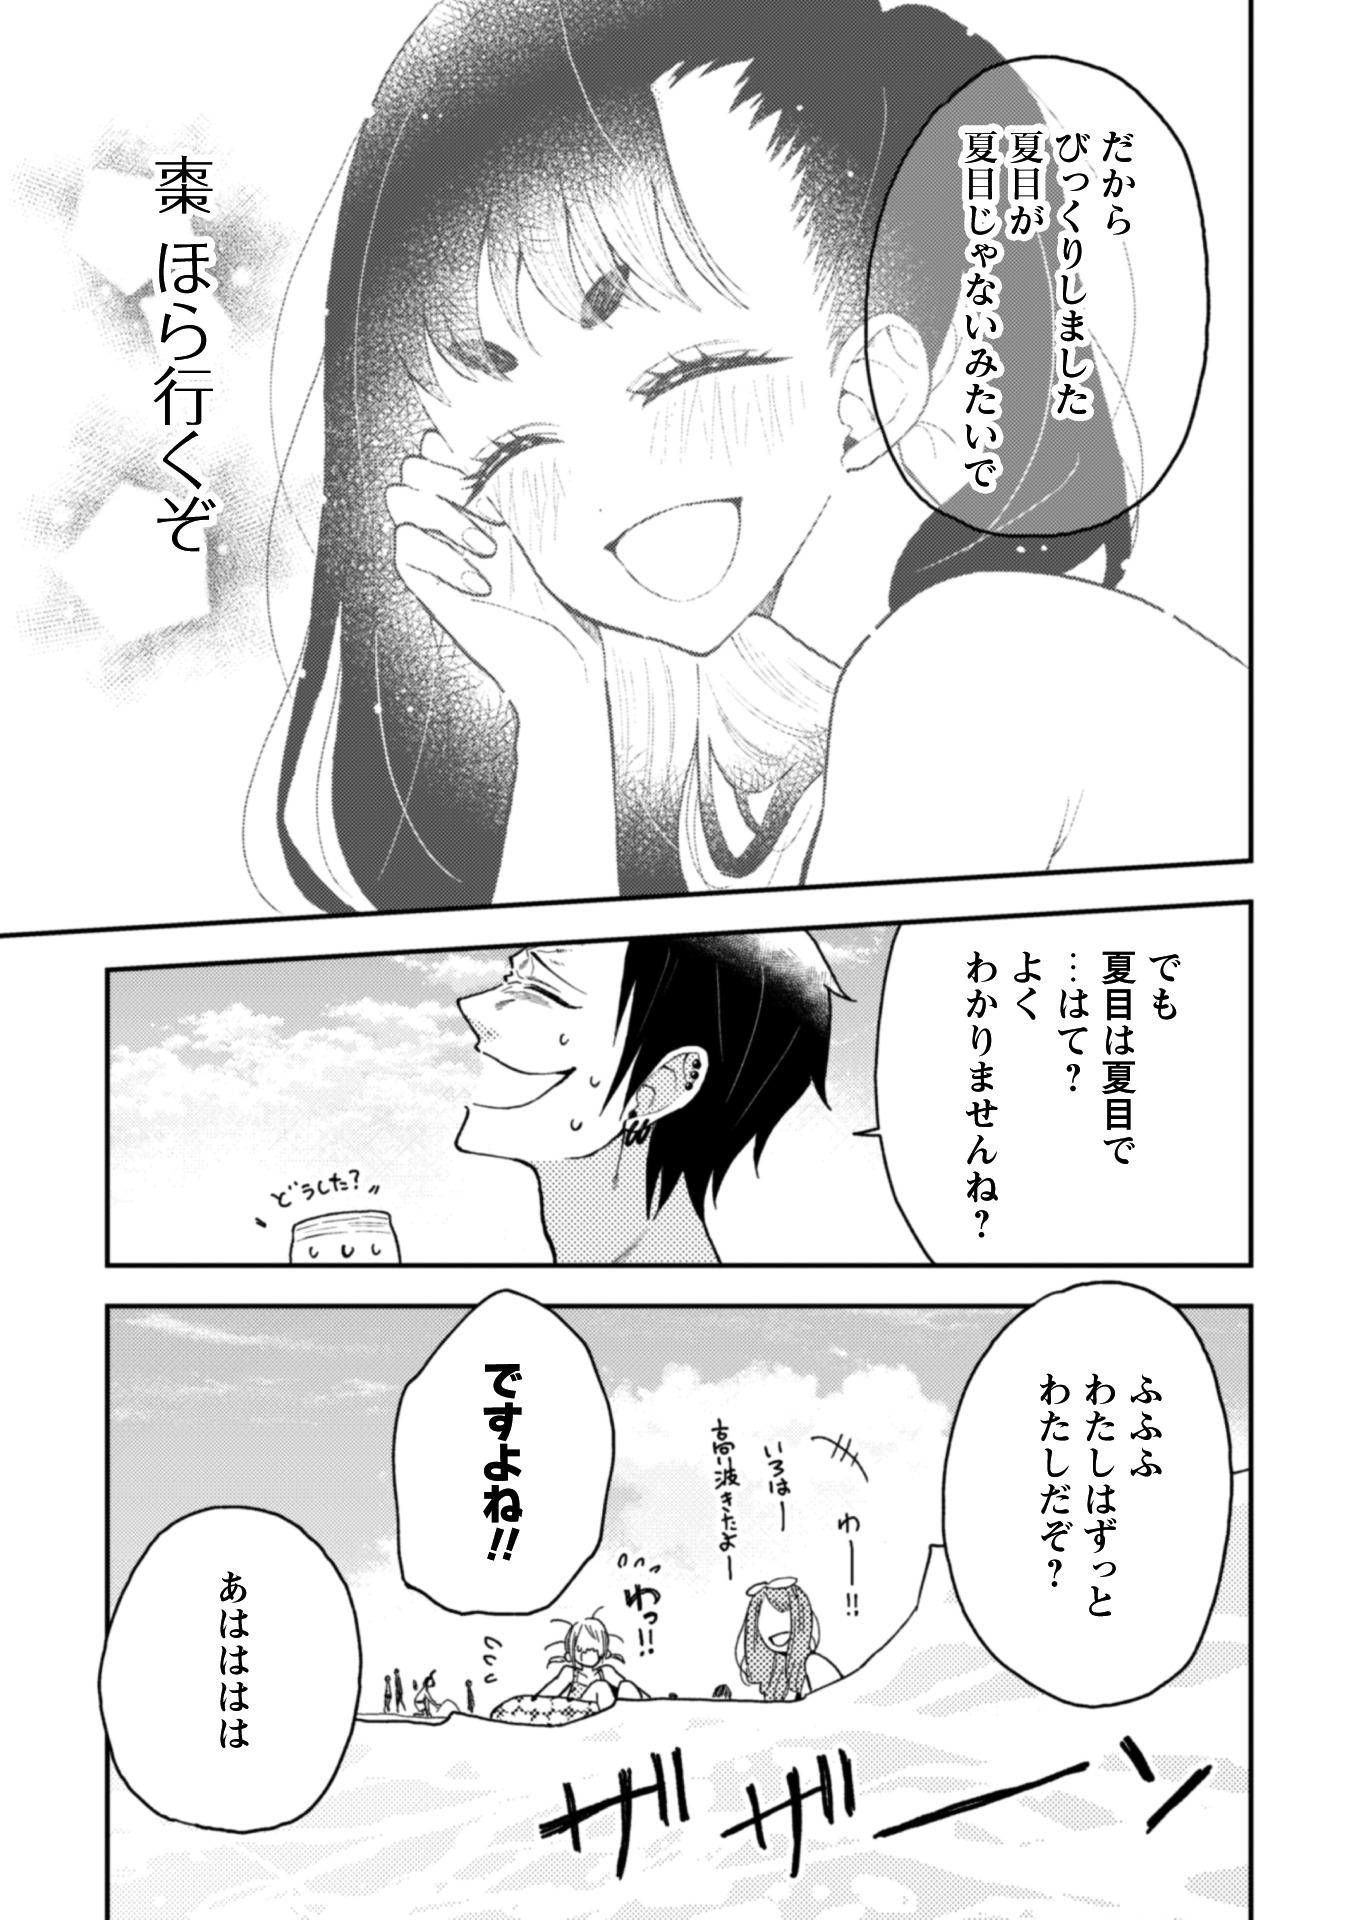 だから
びっくりしました
夏目が
夏目じゃないみたいで
棗 ほら行くぞ
でも
夏目は夏目で
…はて?
よく
わかりませんね?
どうした?
ふふふ
わたしはずっと
わたしだぞ?
わーー!!
いろはー
高い波きたよー
わっ!!
ですよね!!
あはははは
ザザーン